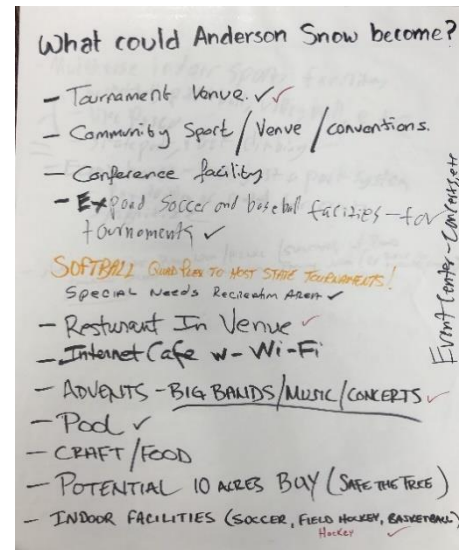 What could Anderson Snow become?
- Tournament Venue. ✓ ✓
- Community Sport / Venue / conventions.
- Conference facility
- Expand Soccer and baseball facilities - for
tournaments ✓
SOFTBALL QUAD PLEX TO HOST STATE TOURNAMENTS!
Special Needs Recreation Area ✓
- Resturant In Venue ✓
- Internet Cafe w- Wi-Fi
- ADVENTS - BIG BANDS/MUSIC/CONCERTS ✓
- Pool ✓
- CRAFT/FOOD
- POTENTIAL 10 ACRES BUY (SAFE THE TREE)
- INDOOR FACILITIES (SOCCER, FIELD HOCKEY, BASKETBALL)
Hockey ✓
Event Center - Concerts, etc